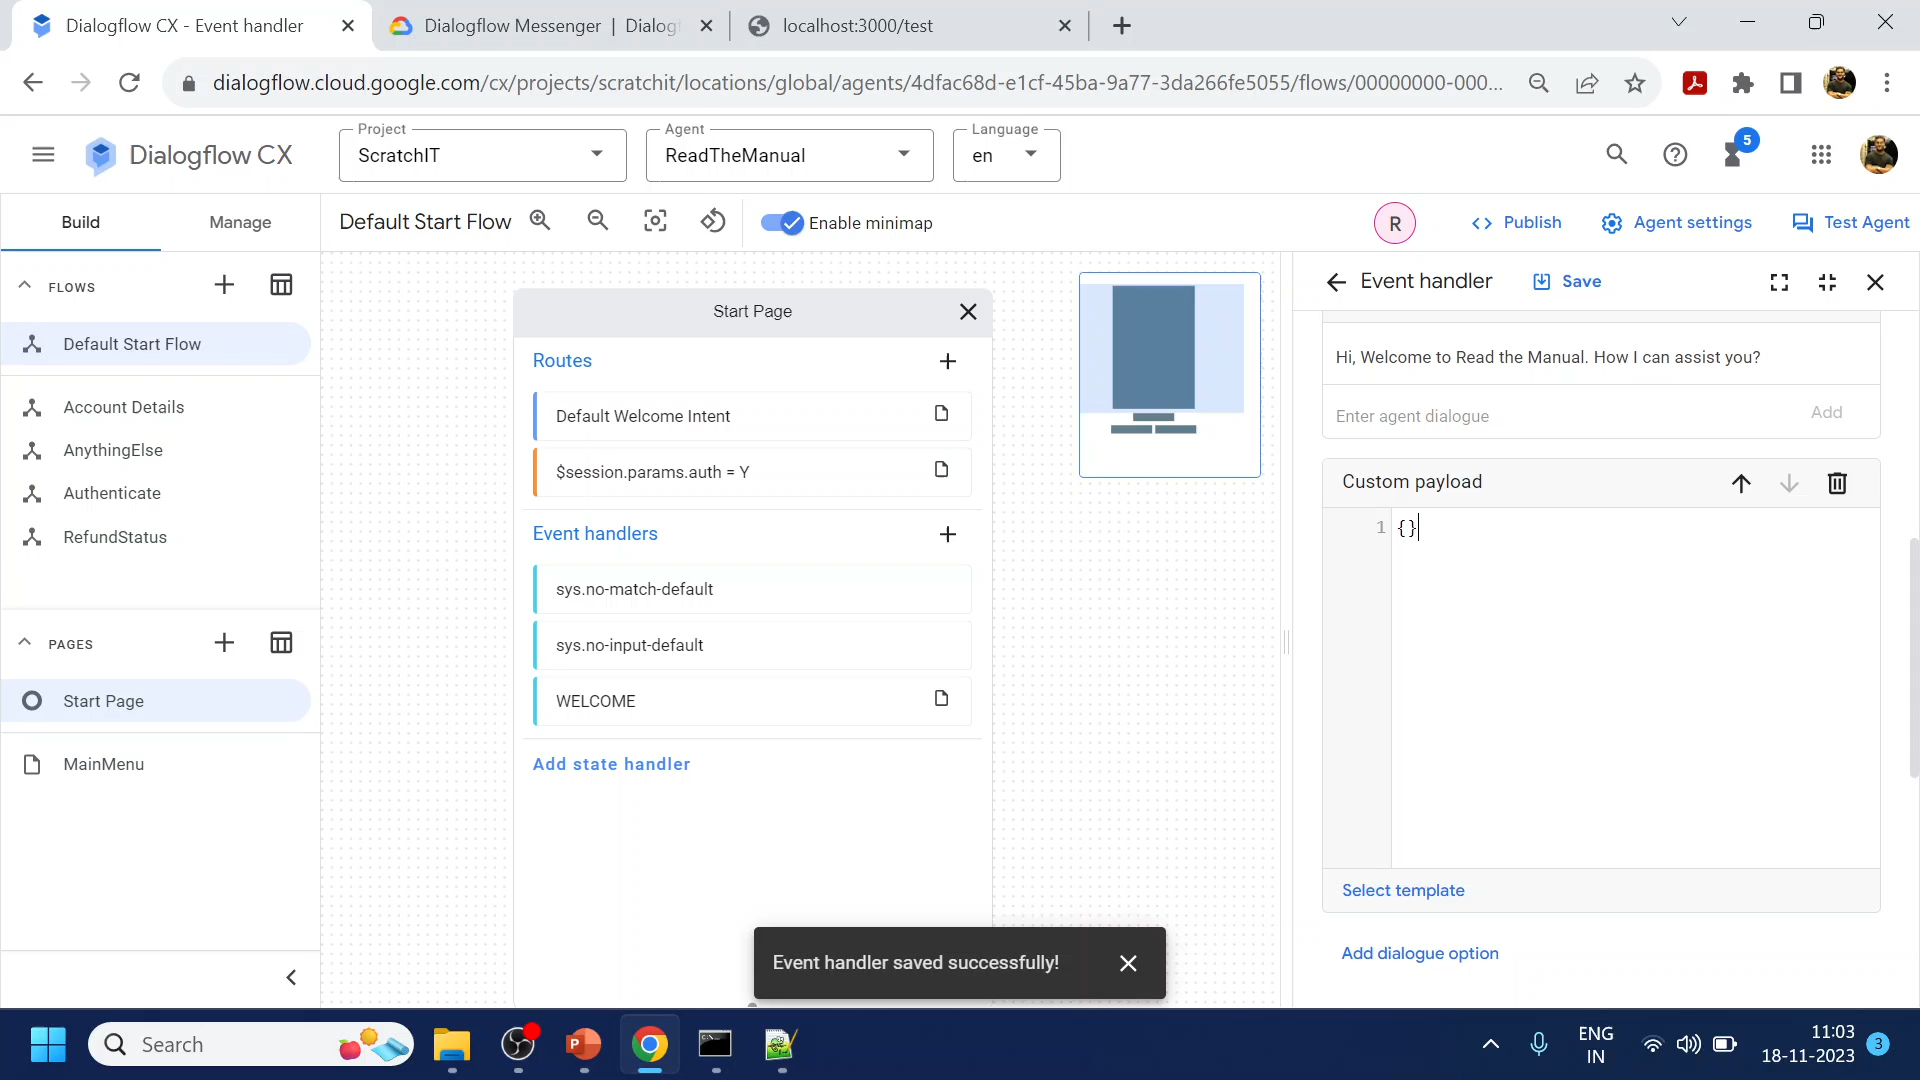 Dialogflow CX - Event handler
Dialogflow Messenger | Dialogf
localhost:3000/test
dialogflow.cloud.google.com/cx/projects/scratchit/locations/global/agents/4dfac68d-e1cf-45ba-9a77-3da266fe5055/flows/00000000-000...
Dialogflow CX
Project
ScratchIT
Agent
ReadTheManual
Language
en
5
Build
Manage
Default Start Flow
Enable minimap
R
Publish
Agent settings
Test Agent
FLOWS
Default Start Flow
Account Details
AnythingElse
Authenticate
RefundStatus
PAGES
Start Page
MainMenu
Start Page
Routes
Default Welcome Intent
$session.params.auth = Y
Event handlers
sys.no-match-default
sys.no-input-default
WELCOME
Add state handler
Event handler saved successfully!
Event handler
Save
Hi, Welcome to Read the Manual. How I can assist you?
Enter agent dialogue
Add
Custom payload
1 {}
Select template
Add dialogue option
Search
P
ENG
IN
11:03
18-11-2023
3